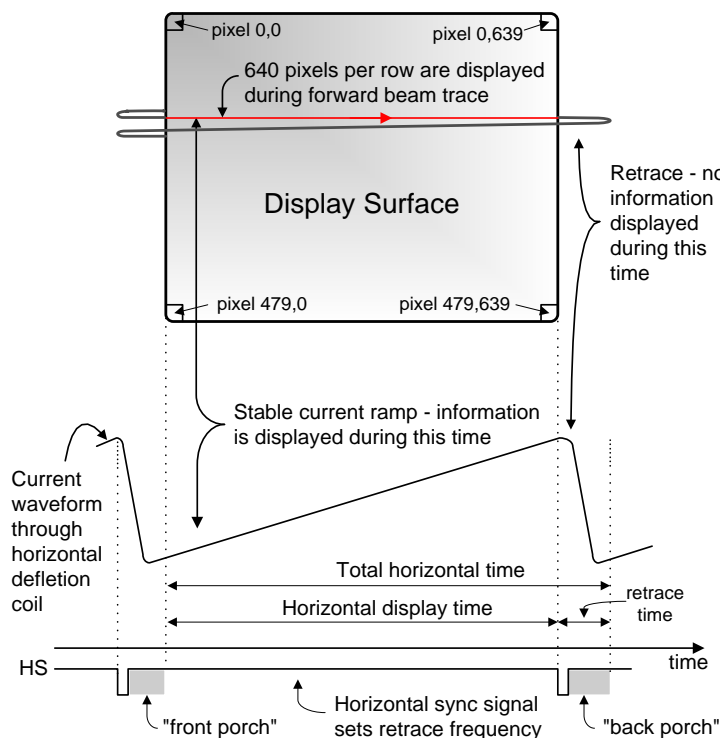 pixel 0,0
pixel 0,639
640 pixels per row are displayed
during forward beam trace
Retrace - no
information
displayed
during this
time
Display Surface
pixel 479,0
pixel 479,639
Stable current ramp - information
is displayed during this time
Current
waveform
through
horizontal
defletion
coil
Total horizontal time
Horizontal display time
retrace
time
time
HS
"front porch"
Horizontal sync signal
sets retrace frequency
"back porch"